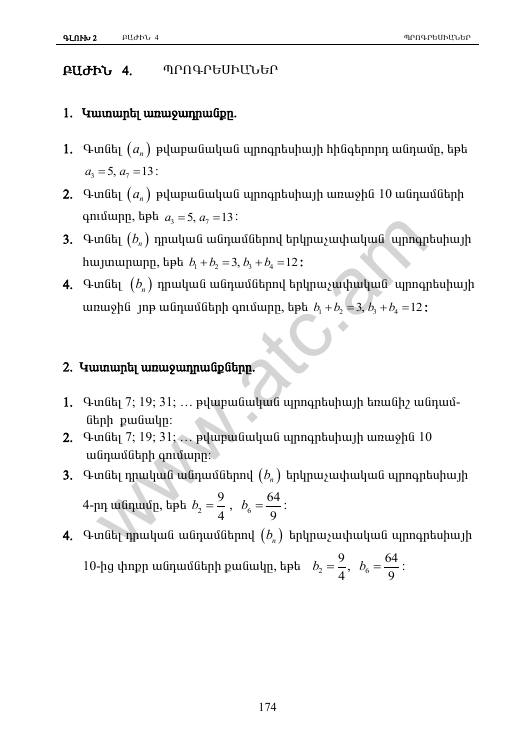 ԳԼՈՒԽ 2 ԲԱԺԻՆ 4 ՊՐՈԳՐԵՍԻԱՆԵՐ
ԲԱԺԻՆ 4. ՊՐՈԳՐԵՍԻԱՆԵՐ
1. Կատարել առաջադրանքը.
1. Գտնել (aₙ) թվաբանական պրոգրեսիայի հինգերորդ անդամը, եթե
a₃ = 5, a₇ = 13:
2. Գտնել (aₙ) թվաբանական պրոգրեսիայի առաջին 10 անդամների
գումարը, եթե a₃ = 5, a₇ = 13:
3. Գտնել (bₙ) դրական անդամներով երկրաչափական պրոգրեսիայի
հայտարարը, եթե b₁ + b₂ = 3, b₃ + b₄ = 12:
4. Գտնել (bₙ) դրական անդամներով երկրաչափական պրոգրեսիայի
առաջին յոթ անդամների գումարը, եթե b₁ + b₂ = 3, b₃ + b₄ = 12:
2. Կատարել առաջադրանքները.
1. Գտնել 7; 19; 31; … թվաբանական պրոգրեսիայի եռանիշ անդամ-
ների քանակը:
2. Գտնել 7; 19; 31; … թվաբանական պրոգրեսիայի առաջին 10
անդամների գումարը:
3. Գտնել դրական անդամներով (bₙ) երկրաչափական պրոգրեսիայի
4-րդ անդամը, եթե b₂ = 9/4 , b₆ = 64/9 :
4. Գտնել դրական անդամներով (bₙ) երկրաչափական պրոգրեսիայի
10-ից փոքր անդամների քանակը, եթե b₂ = 9/4, b₆ = 64/9 :
www.atc.am
174